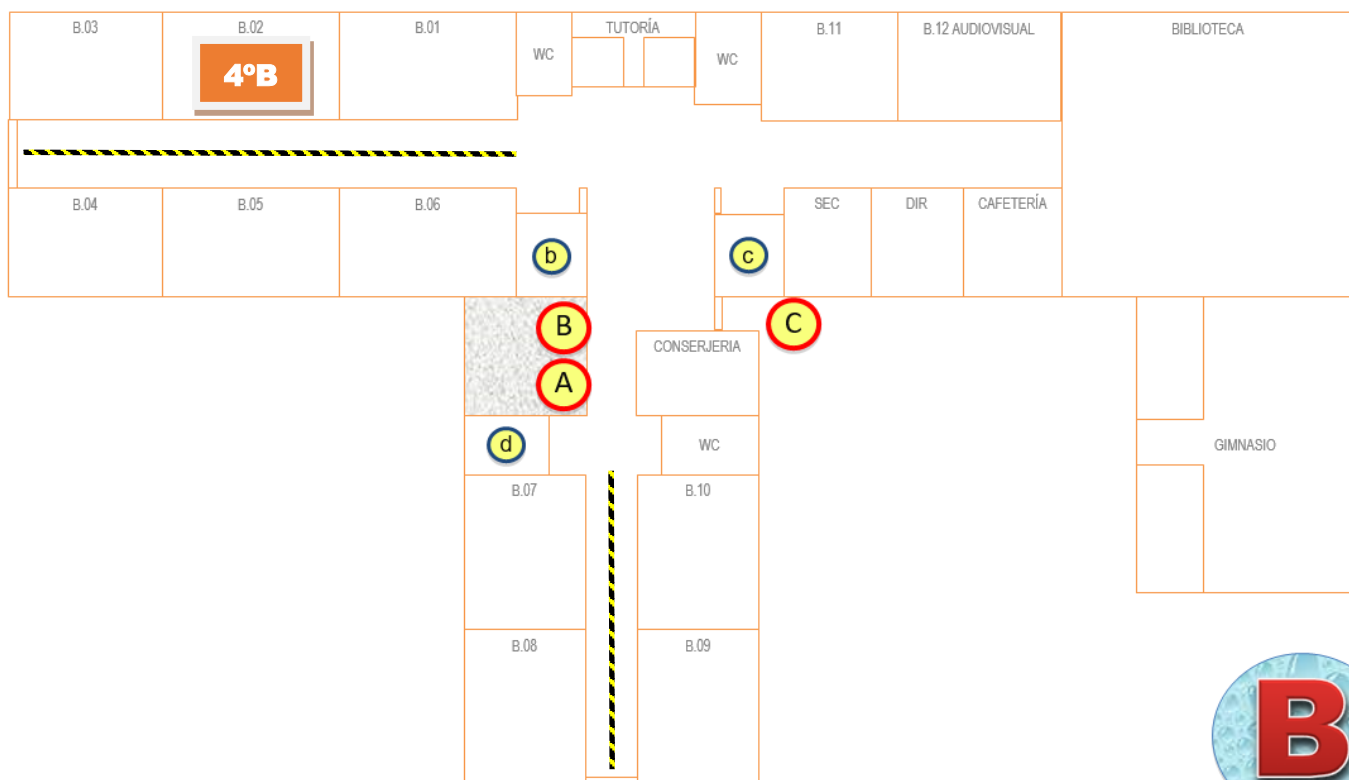 B.03
B.02
B.01
WC
TUTORÍA
WC
B.11
B.12 AUDIOVISUAL
BIBLIOTECA
4ºB
B.04
B.05
B.06
SEC
DIR
CAFETERÍA
b
c
B
C
CONSERJERIA
A
d
WC
GIMNASIO
B.07
B.10
B.08
B.09
B